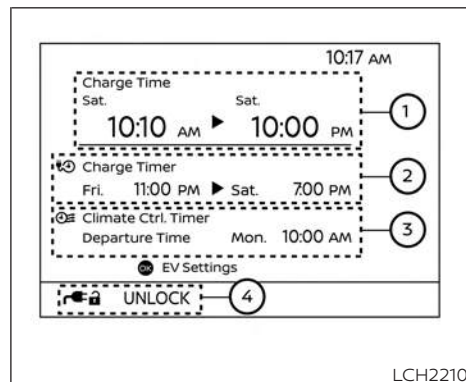 10:17 AM
Charge Time
Sat. Sat.
10:10 AM ▶ 10:00 PM
1
Charge Timer
Fri. 11:00 PM ▶ Sat. 7:00 PM
2
Climate Ctrl. Timer
Departure Time Mon. 10:00 AM
3
OK EV Settings
UNLOCK
4
LCH2210